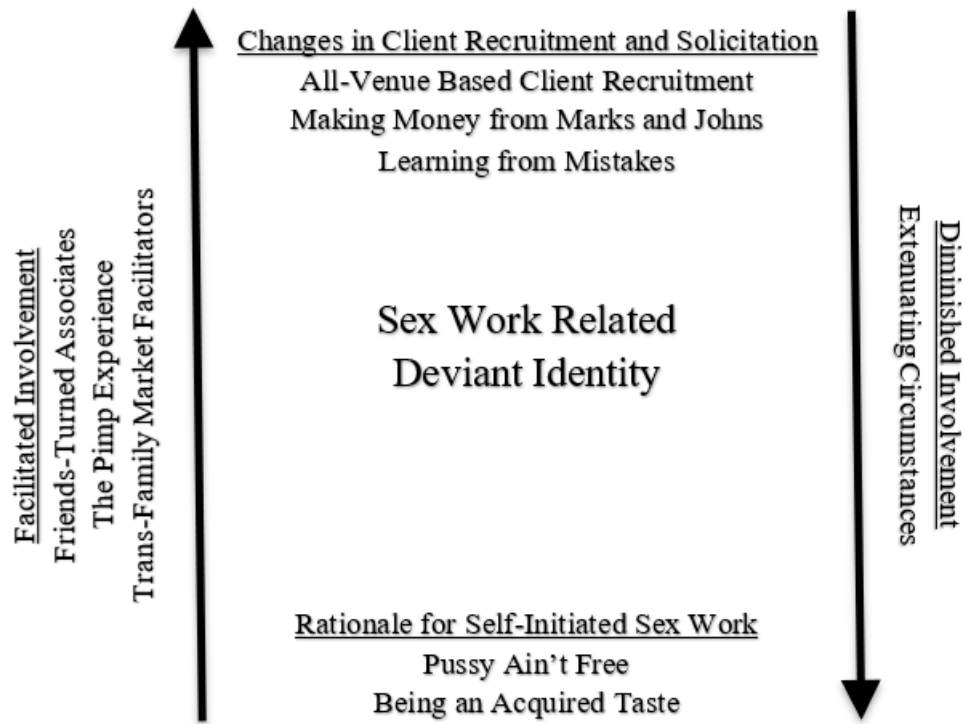 Changes in Client Recruitment and Solicitation
All-Venue Based Client Recruitment
Making Money from Marks and Johns
Learning from Mistakes
Facilitated Involvement
Friends-Turned Associates
The Pimp Experience
Trans-Family Market Facilitators
Sex Work Related
Deviant Identity
Diminished Involvement
Extenuating Circumstances
Rationale for Self-Initiated Sex Work
Pussy Ain’t Free
Being an Acquired Taste